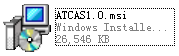 ATCAS1.0.msi
Windows Installe...
26,546 KB